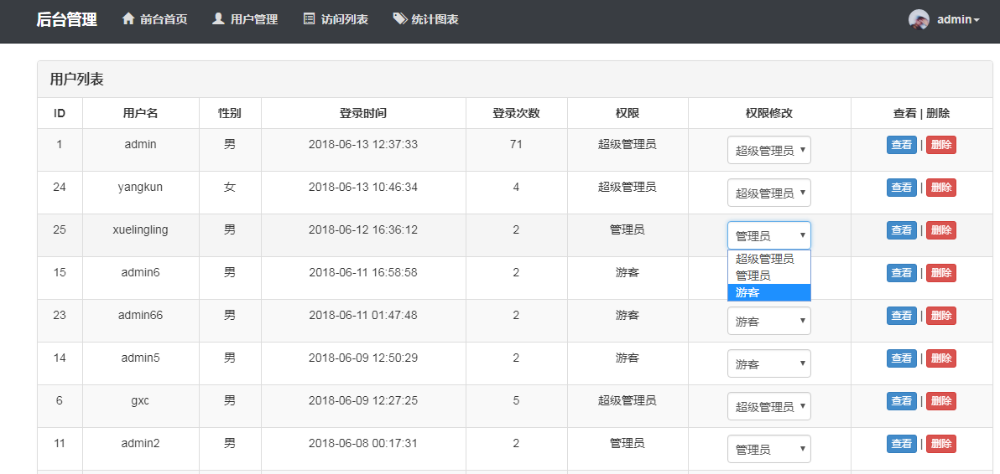 后台管理 前台首页 用户管理 访问列表 统计图表 admin
用户列表
ID 用户名 性别 登录时间 登录次数 权限 权限修改 查看 | 删除
1 admin 男 2018-06-13 12:37:33 71 超级管理员 超级管理员 查看 | 删除
24 yangkun 女 2018-06-13 10:46:34 4 超级管理员 超级管理员 查看 | 删除
25 xuelingling 男 2018-06-12 16:36:12 2 管理员 管理员 查看 | 删除
超级管理员
15 admin6 男 2018-06-11 16:58:58 2 游客 管理员 查看 | 删除
游客
23 admin66 男 2018-06-11 01:47:48 2 游客 游客 查看 | 删除
14 admin5 男 2018-06-09 12:50:29 2 游客 游客 查看 | 删除
6 gxc 男 2018-06-09 12:27:25 5 超级管理员 超级管理员 查看 | 删除
11 admin2 男 2018-06-08 00:17:31 2 管理员 管理员 查看 | 删除